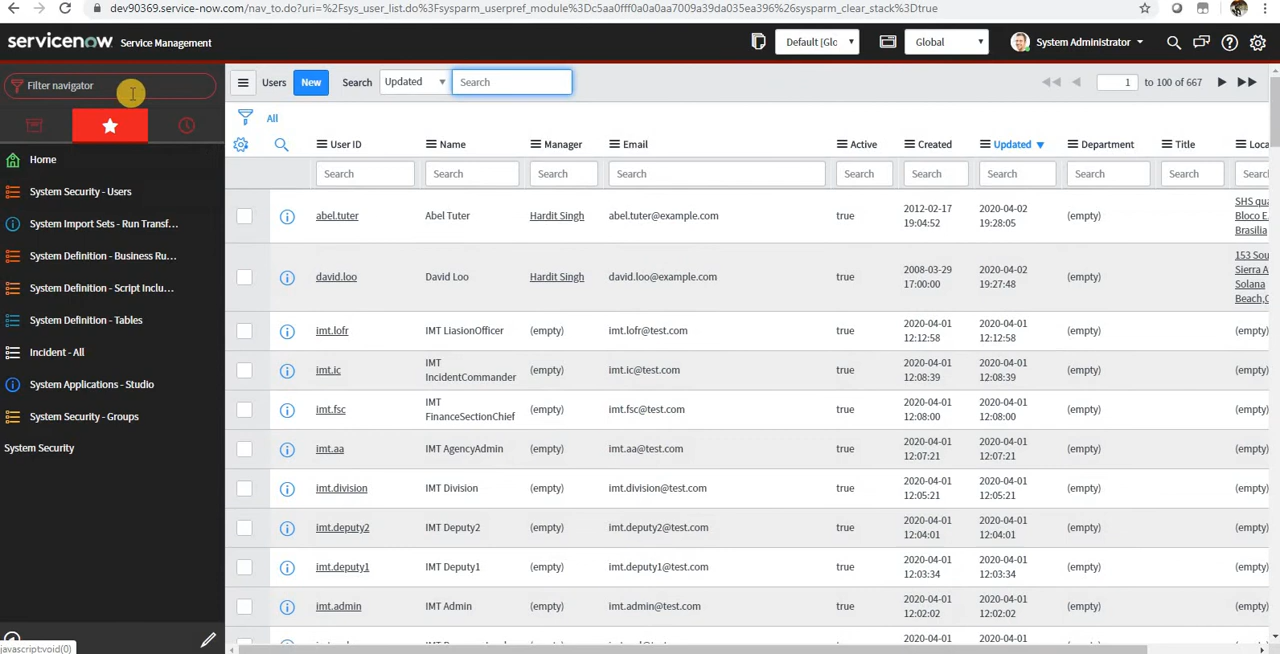 dev90369.service-now.com/nav_to.do?uri=%2Fsys_user_list.do%3Fsysparm_userpref_module%3Dc5aa0fff0a0a0aa7009a39da035ea396%26sysparm_clear_stack%3Dtrue
servicenow Service Management
Default [Glo
Global
System Administrator
Filter navigator
Users New Search Updated Search
1 to 100 of 667
All
User ID Name Manager Email Active Created Updated Department Title Loca
Search Search Search Search Search Search Search Search Search Searc
Home
System Security - Users
System Import Sets - Run Transf...
System Definition - Business Ru...
System Definition - Script Inclu...
System Definition - Tables
Incident - All
System Applications - Studio
System Security - Groups
System Security
abel.tuter Abel Tuter Hardit Singh abel.tuter@example.com true 2012-02-17 19:04:52 2020-04-02 19:28:05 (empty) SHS qua Bloco E. Brasilia
david.loo David Loo Hardit Singh david.loo@example.com true 2008-03-29 17:00:00 2020-04-02 19:27:48 (empty) 153 Sou Sierra A Solana Beach,C
imt.lofr IMT LiasionOfficer (empty) imt.lofr@test.com true 2020-04-01 12:12:58 2020-04-01 12:12:58 (empty)
imt.ic IMT IncidentCommander (empty) imt.ic@test.com true 2020-04-01 12:08:39 2020-04-01 12:08:39 (empty)
imt.fsc IMT FinanceSectionChief (empty) imt.fsc@test.com true 2020-04-01 12:08:00 2020-04-01 12:08:00 (empty)
imt.aa IMT AgencyAdmin (empty) imt.aa@test.com true 2020-04-01 12:07:21 2020-04-01 12:07:21 (empty)
imt.division IMT Division (empty) imt.division@test.com true 2020-04-01 12:05:21 2020-04-01 12:05:21 (empty)
imt.deputy2 IMT Deputy2 (empty) imt.deputy2@test.com true 2020-04-01 12:04:01 2020-04-01 12:04:01 (empty)
imt.deputy1 IMT Deputy1 (empty) imt.deputy1@test.com true 2020-04-01 12:03:34 2020-04-01 12:03:34 (empty)
imt.admin IMT Admin (empty) imt.admin@test.com true 2020-04-01 12:02:02 2020-04-01 12:02:02 (empty)
javascript:void(0)